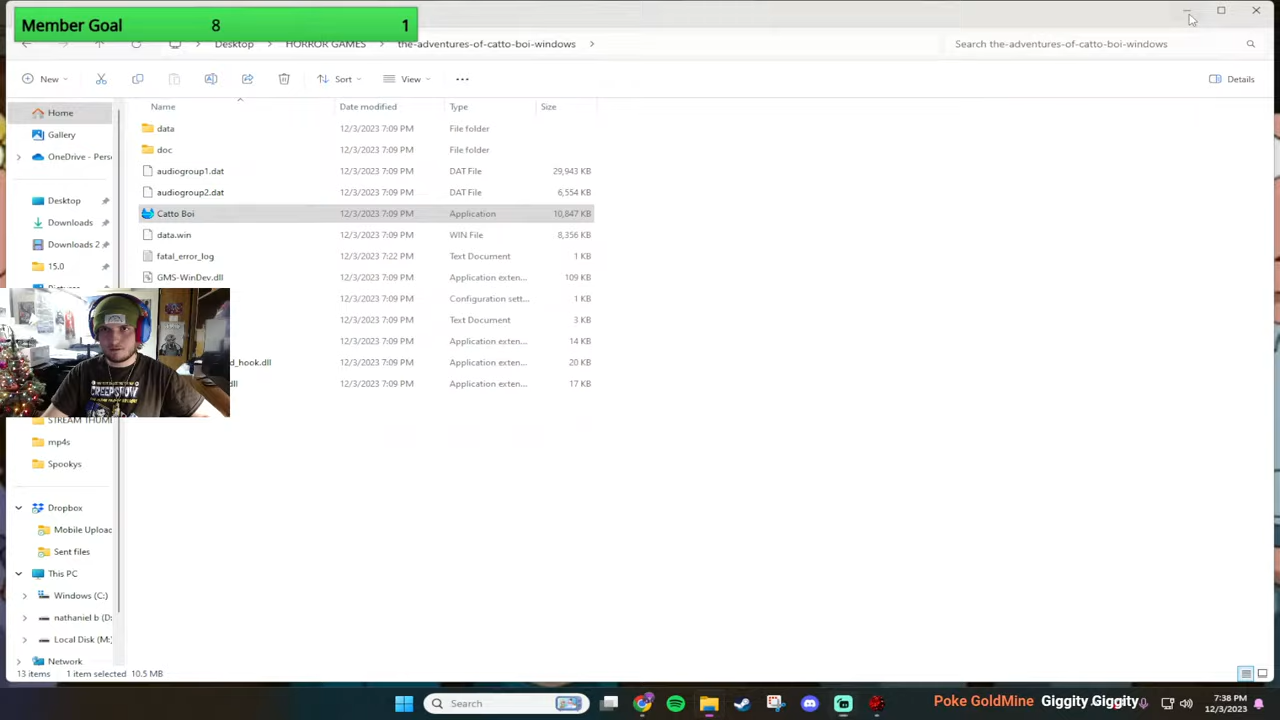 Member Goal 8 1
Desktop > HORROR GAMES > the-adventures-of-catto-boi-windows >
Search the-adventures-of-catto-boi-windows
New
Sort
View
Details
Name Date modified Type Size
Home
Gallery
OneDrive - Pers
Desktop
Downloads
Downloads 2
15.0
data 12/3/2023 7:09 PM File folder
doc 12/3/2023 7:09 PM File folder
audiogroup1.dat 12/3/2023 7:09 PM DAT File 29,943 KB
audiogroup2.dat 12/3/2023 7:09 PM DAT File 6,554 KB
Catto Boi 12/3/2023 7:09 PM Application 10,847 KB
data.win 12/3/2023 7:09 PM WIN File 8,356 KB
fatal_error_log 12/3/2023 7:22 PM Text Document 1 KB
GMS-WinDev.dll 12/3/2023 7:09 PM Application exten... 109 KB
12/3/2023 7:09 PM Configuration sett... 1 KB
12/3/2023 7:09 PM Text Document 3 KB
12/3/2023 7:09 PM Application exten... 14 KB
d_hook.dll 12/3/2023 7:09 PM Application exten... 20 KB
dll 12/3/2023 7:09 PM Application exten... 17 KB
CREEPSHOW
STREAM THUM
mp4s
Spookys
Dropbox
Mobile Upload
Sent files
This PC
Windows (C:)
nathaniel b (D:
Local Disk (M:)
Network
13 items 1 item selected 10.5 MB
Search
Poke GoldMine Giggity Giggity
7:38 PM
12/3/2023